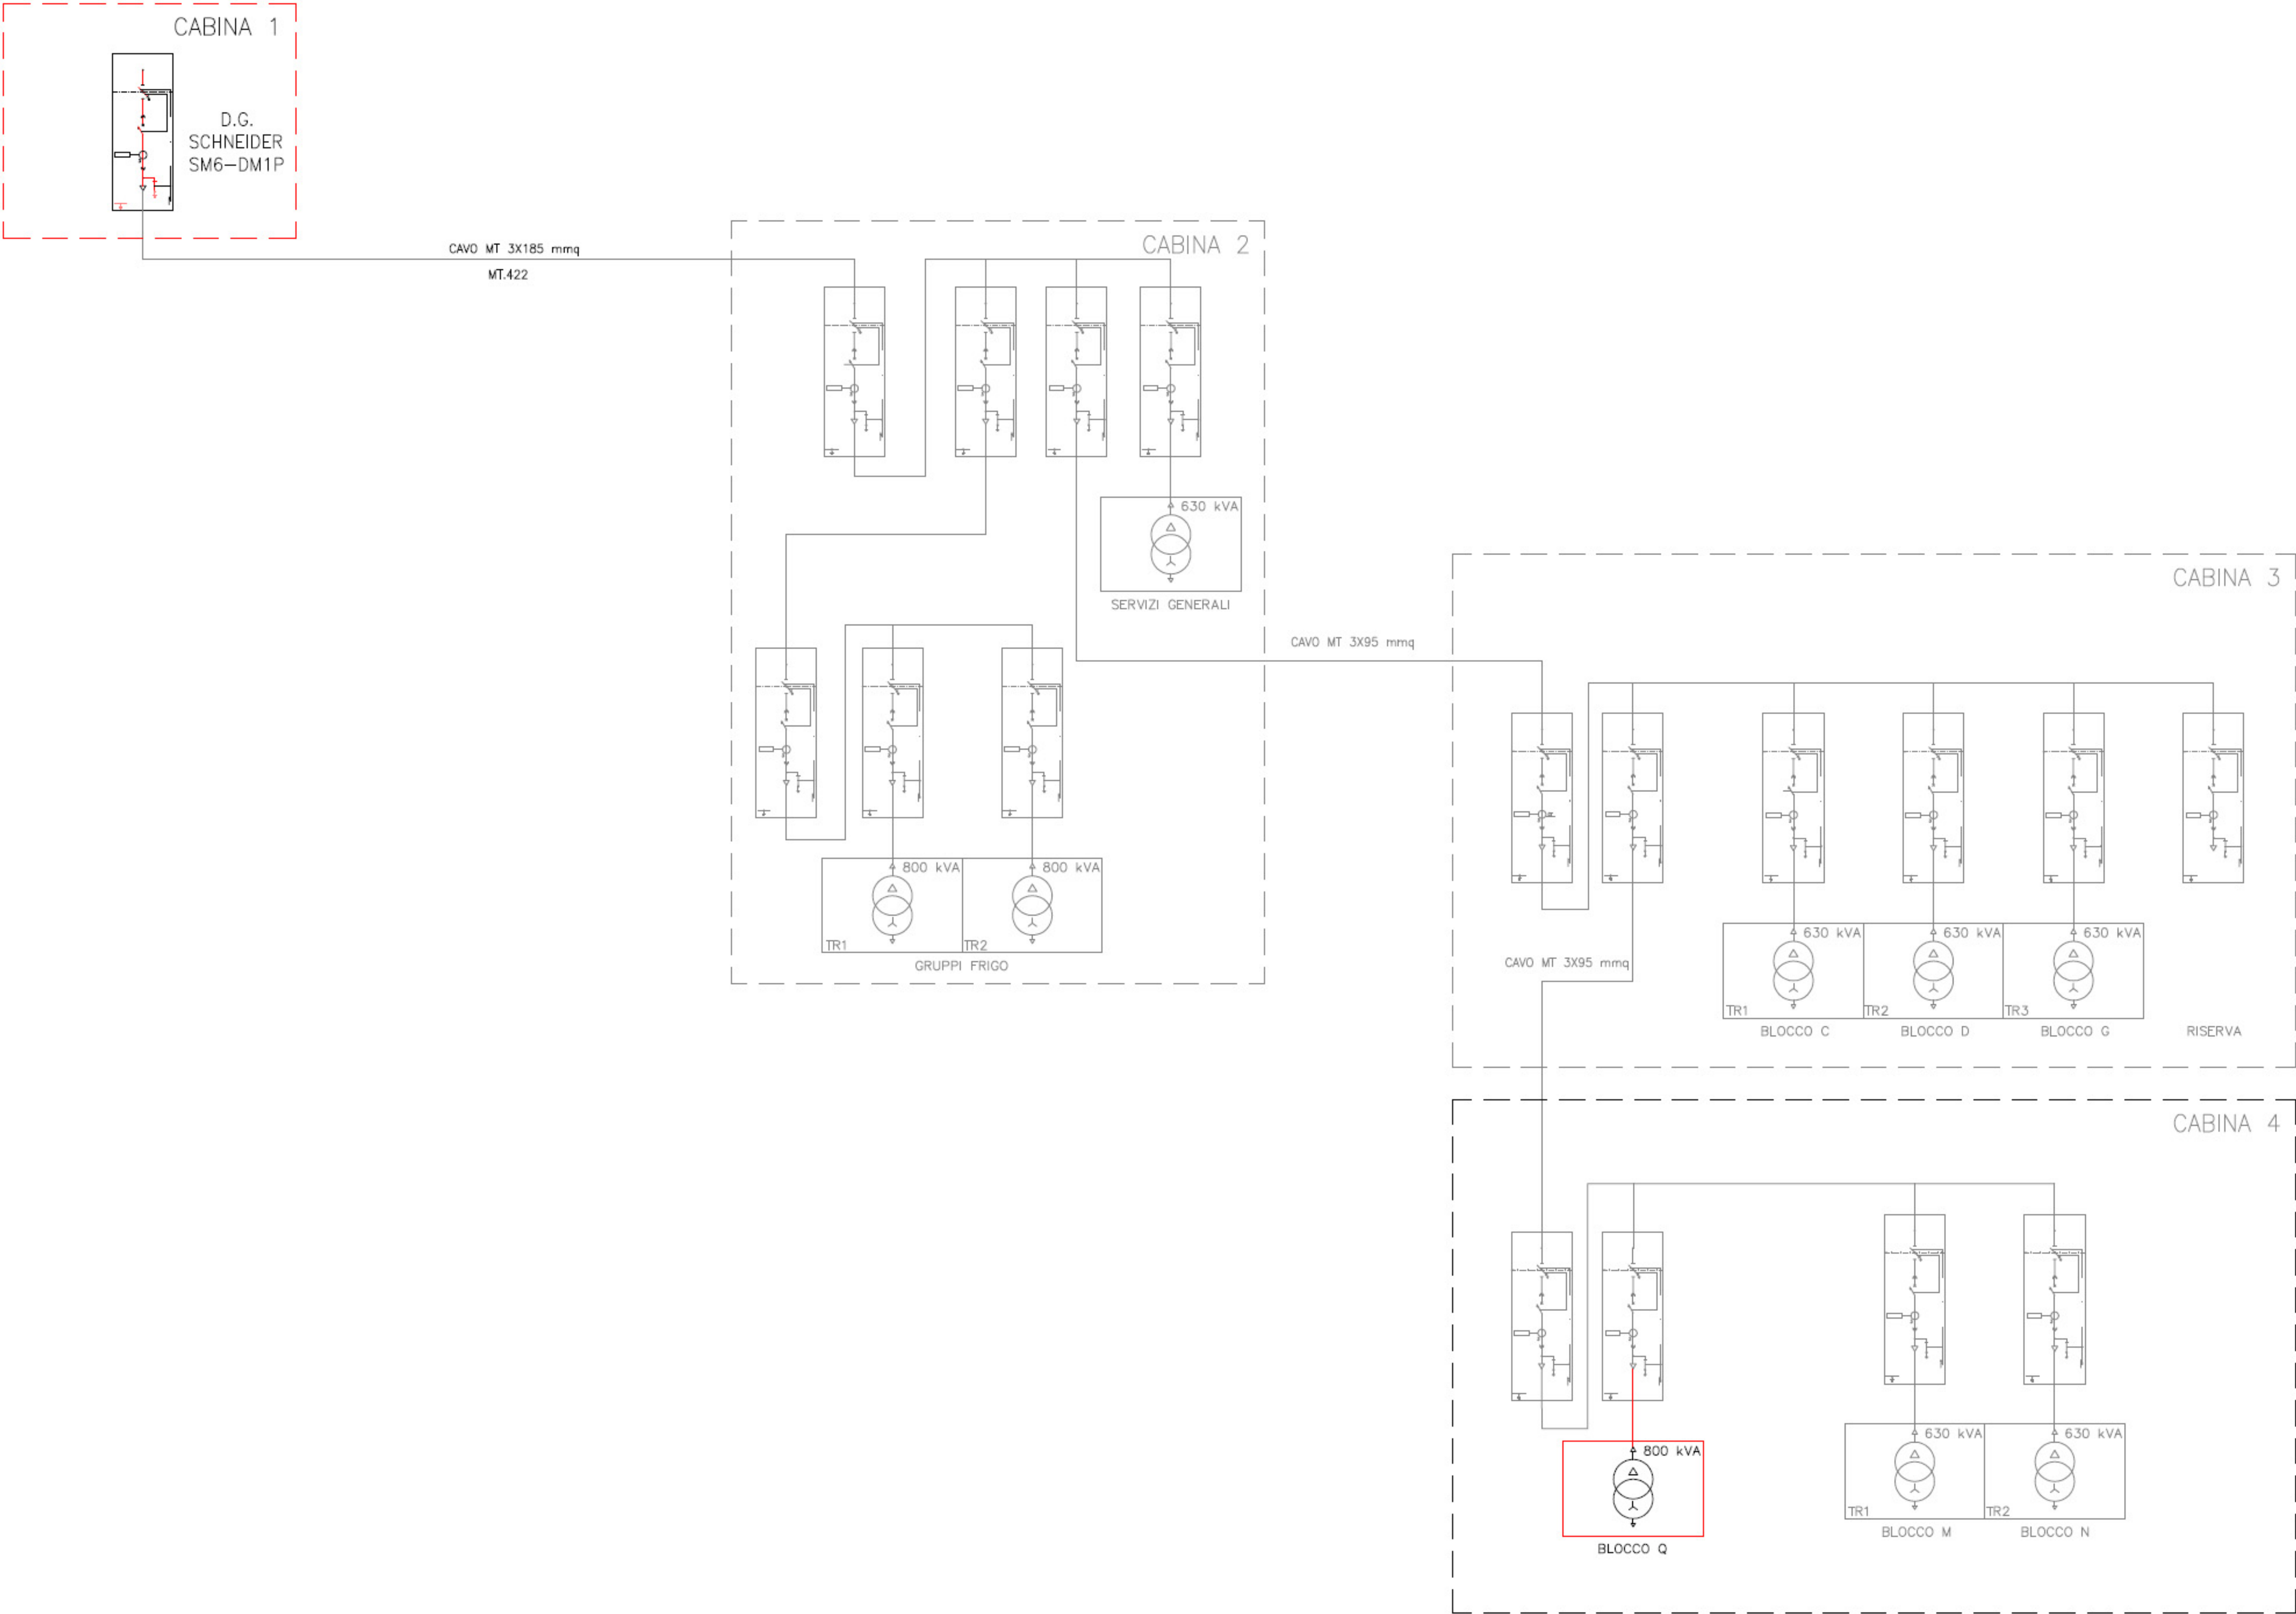 CABINA 1
D.G.
SCHNEIDER
SM6-DM1P
CAVO MT 3X185 mmq
MT.422
CABINA 2
630 kVA
SERVIZI GENERALI
800 kVA
800 kVA
TR1
TR2
GRUPPI FRIGO
CAVO MT 3X95 mmq
CABINA 3
630 kVA
630 kVA
630 kVA
TR1
TR2
TR3
BLOCCO C
BLOCCO D
BLOCCO G
RISERVA
CAVO MT 3X95 mmq
CABINA 4
800 kVA
BLOCCO Q
630 kVA
630 kVA
TR1
TR2
BLOCCO M
BLOCCO N